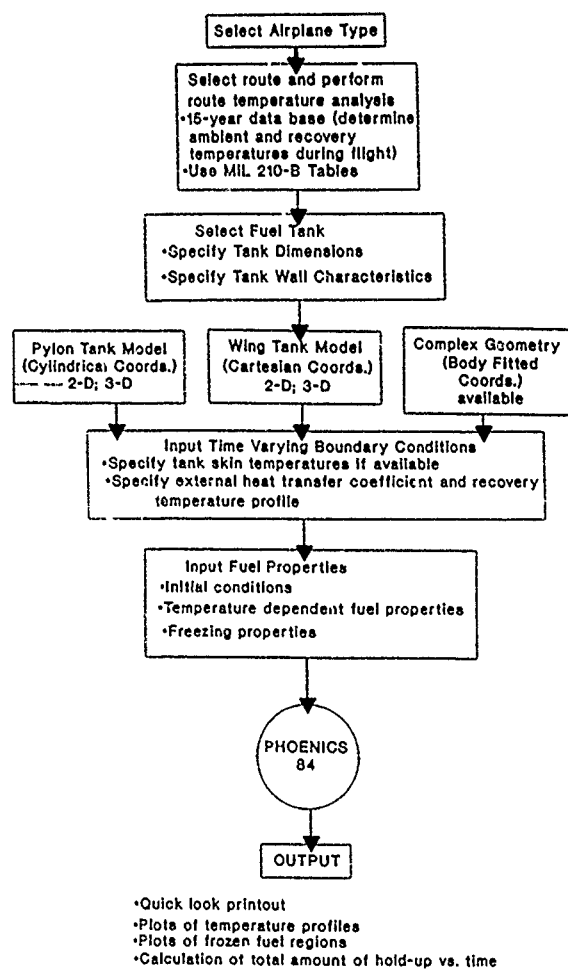 Select Airplane Type
Select route and perform
route temperature analysis
•15-year data base (determine
ambient and recovery
temperatures during flight)
•Use MIL 210-B Tables
Select Fuel Tank
•Specify Tank Dimensions
•Specify Tank Wall Characteristics
Pylon Tank Model
(Cylindrical Coords.)
2-D; 3-D
Wing Tank Model
(Cartesian Coords.)
2-D; 3-D
Complex Geometry
(Body Fitted
Coords.)
available
Input Time Varying Boundary Conditions
•Specify tank skin temperatures if available
•Specify external heat transfer coefficient and recovery
temperature profile
Input Fuel Properties
•Initial conditions
•Temperature dependent fuel properties
•Freezing properties
PHOENICS
84
OUTPUT
•Quick look printout
•Plots of temperature profiles
•Plots of frozen fuel regions
•Calculation of total amount of hold-up vs. time